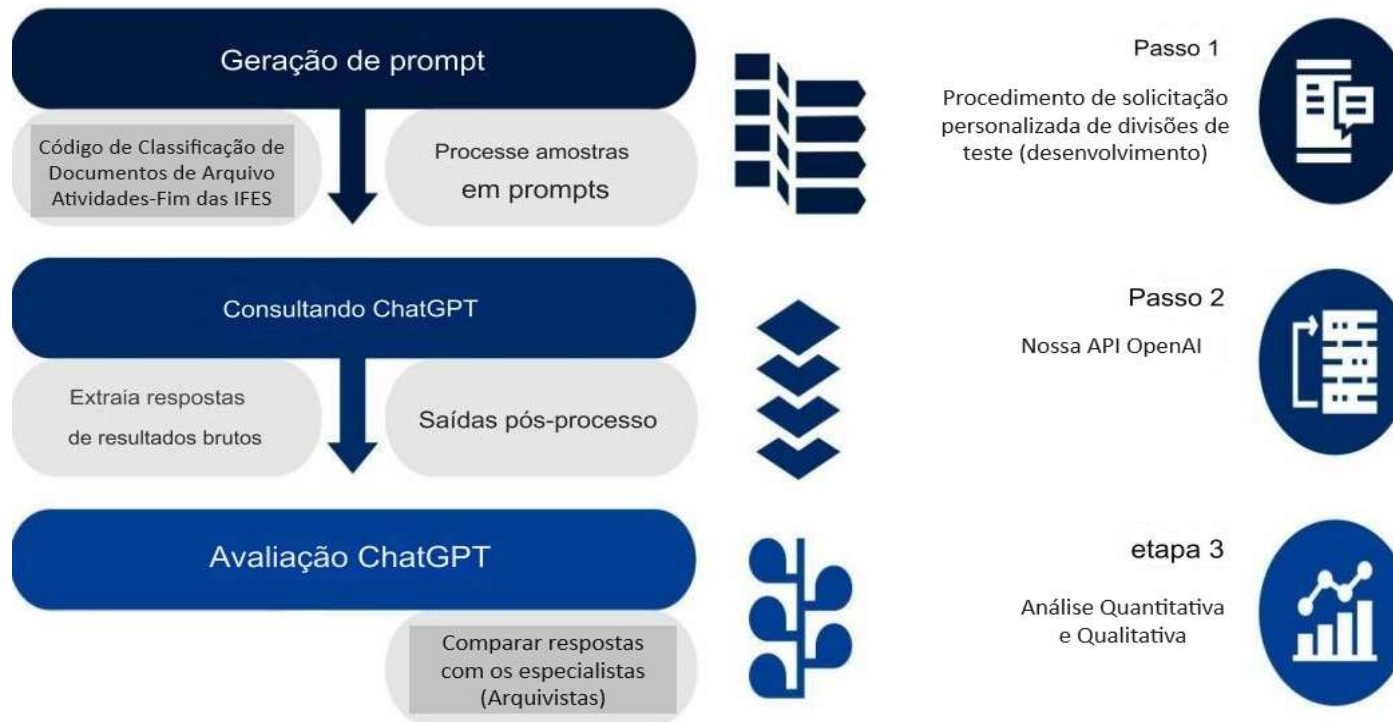 Geração de prompt
Código de Classificação de
Documentos de Arquivo
Atividades-Fim das IFES
Processe amostras
em prompts
Passo 1
Procedimento de solicitação
personalizada de divisões de
teste (desenvolvimento)
Consultando ChatGPT
Extraia respostas
de resultados brutos
Saídas pós-processo
Passo 2
Nossa API OpenAI
Avaliação ChatGPT
Comparar respostas
com os especialistas
(Arquivistas)
etapa 3
Análise Quantitativa
e Qualitativa